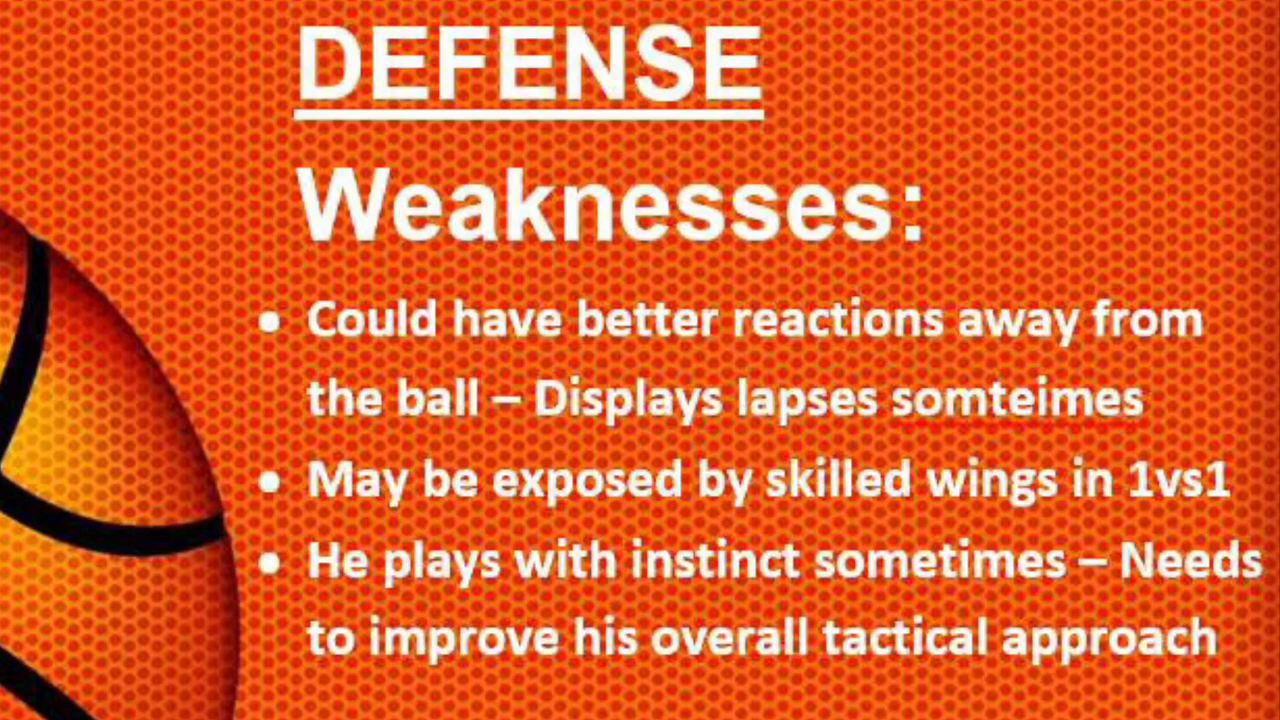 DEFENSE
Weaknesses:
• Could have better reactions away from
the ball – Displays lapses somteimes
• May be exposed by skilled wings in 1vs1
• He plays with instinct sometimes – Needs
to improve his overall tactical approach